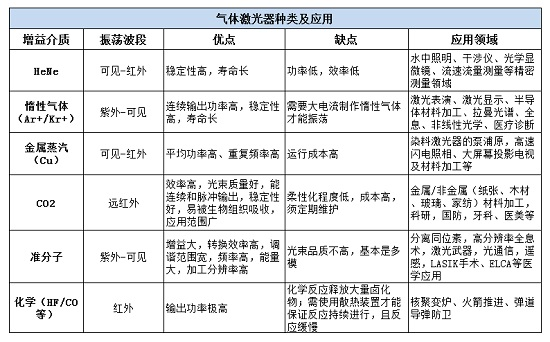 气体激光器种类及应用
增益介质 振荡波段 优点 缺点 应用领域
HeNe 可见-红外 稳定性高，寿命长 功率低，效率低
水中照明、干涉仪、光学显
微镜、流速流量测量等精密
测量领域
惰性气体
（Ar+/Kr+）
紫外-可见
连续输出功率高，稳定性
高，寿命长
需要大电流制作惰性气体
才能振荡
激光表演、激光显示、半导
体材料加工、拉曼光谱、全
息、非线性光学、医疗诊断
金属蒸汽
（Cu）
可见-红外 平均功率高、重复频率高 运行成本高
染料激光器的泵浦原，高速
闪电照相、大屏幕投影电视
及材料加工等
CO2 远红外
效率高，光束质量好，能
连续和脉冲输出，稳定性
好，易被生物组织吸收，
应用范围广
柔性化程度低，成本高，
须定期维护
金属/非金属（纸张、木材
、玻璃、家纺）材料加工，
科研，国防，牙科、医美等
准分子 紫外-可见
增益大，转换效率高，调
谐范围宽，频率高，能量
大，加工分辨率高
光束品质不高，基本是多
模
分离同位素，高分辨率全息
术，激光武器，光通信，遥
感，LASIK手术、ELCA等医
学应用
化学（HF/CO
等）
红外 输出功率极高
化学反应释放大量卤化
物；需使用散热装置才能
保证反应持续进行，且反
应缓慢
核聚变炉、火箭推进、弹道
导弹防卫